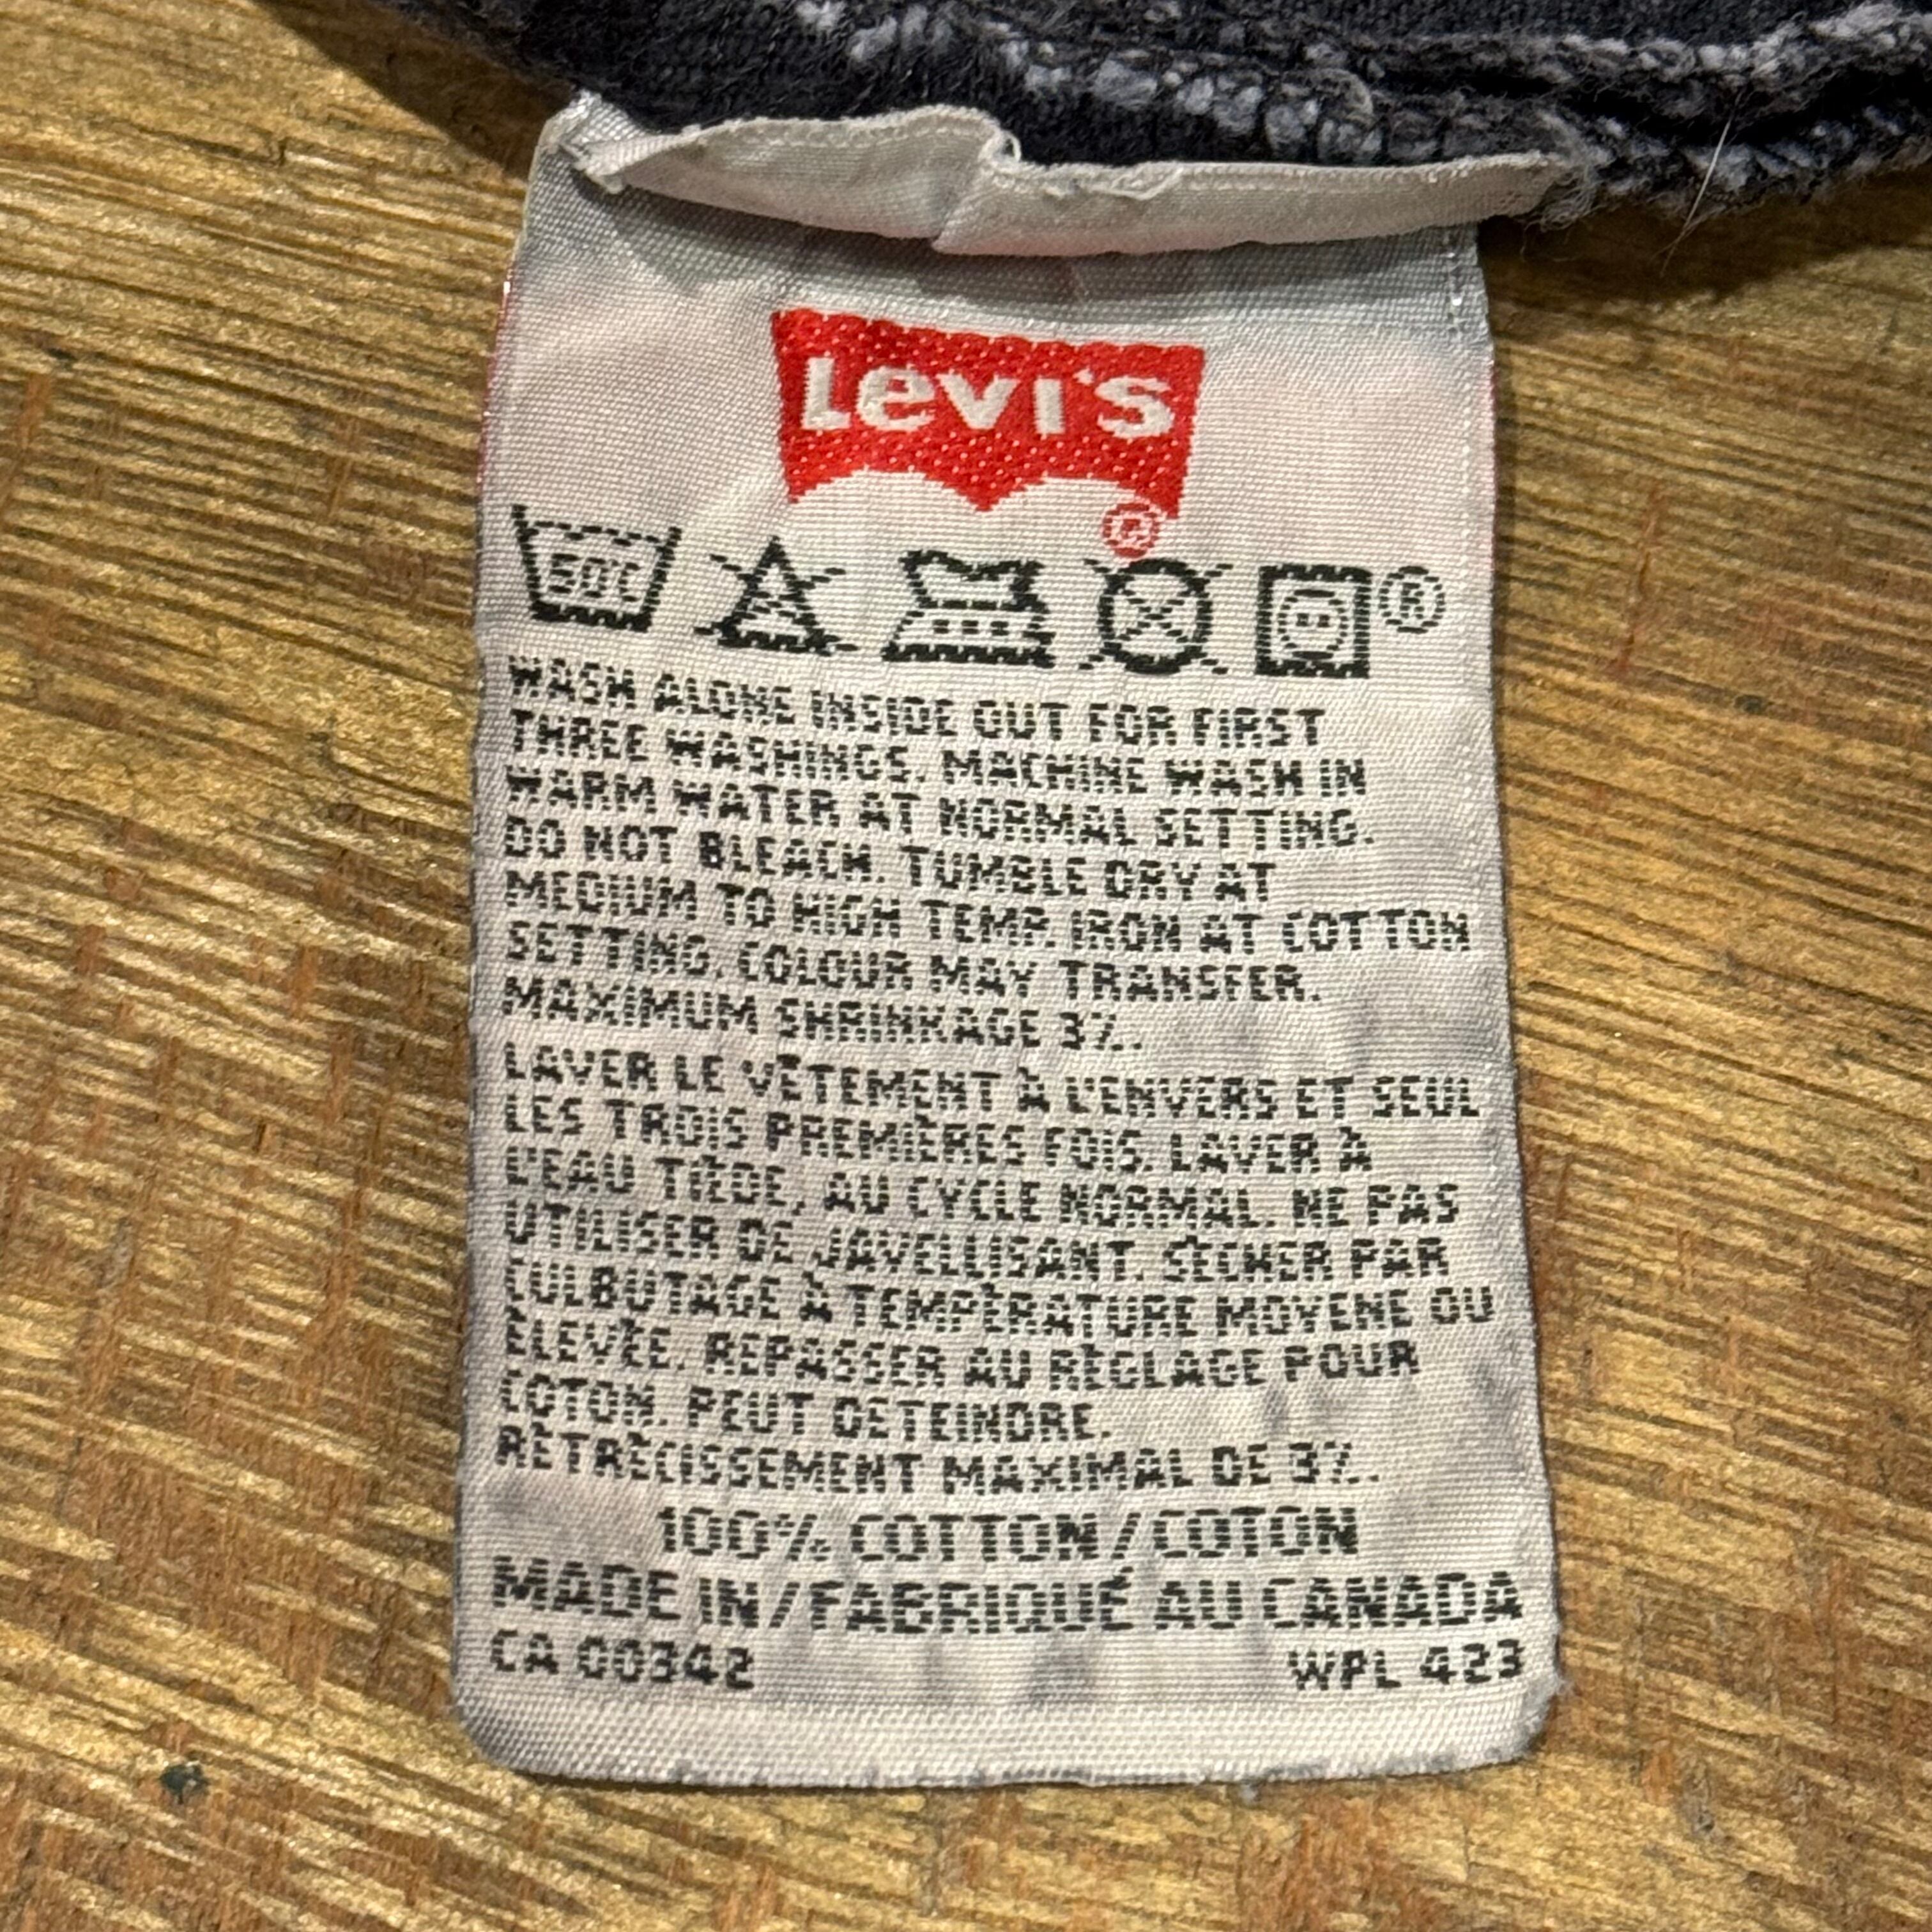 Levi's
®
50°C
®
WASH ALONE INSIDE OUT FOR FIRST
THREE WASHINGS. MACHINE WASH IN
WARM WATER AT NORMAL SETTING.
DO NOT BLEACH. TUMBLE DRY AT
MEDIUM TO HIGH TEMP. IRON AT COTTON
SETTING. COLOUR MAY TRANSFER.
MAXIMUM SHRINKAGE 3%.
LAVER LE VÊTEMENT À L'ENVERS ET SEUL
LES TROIS PREMIÈRES FOIS. LAVER À
L'EAU TIÈDE, AU CYCLE NORMAL. NE PAS
UTILISER DE JAVELLISANT. SÉCHER PAR
CULBUTAGE À TEMPÉRATURE MOYENE OU
ÉLEVÉE. REPASSER AU RÉGLAGE POUR
COTON. PEUT DETEINDRE.
RÉTRÉCISSEMENT MAXIMAL DE 3%.
100% COTTON/COTON
MADE IN/FABRIQUÉ AU CANADA
CA 00342 WPL 423